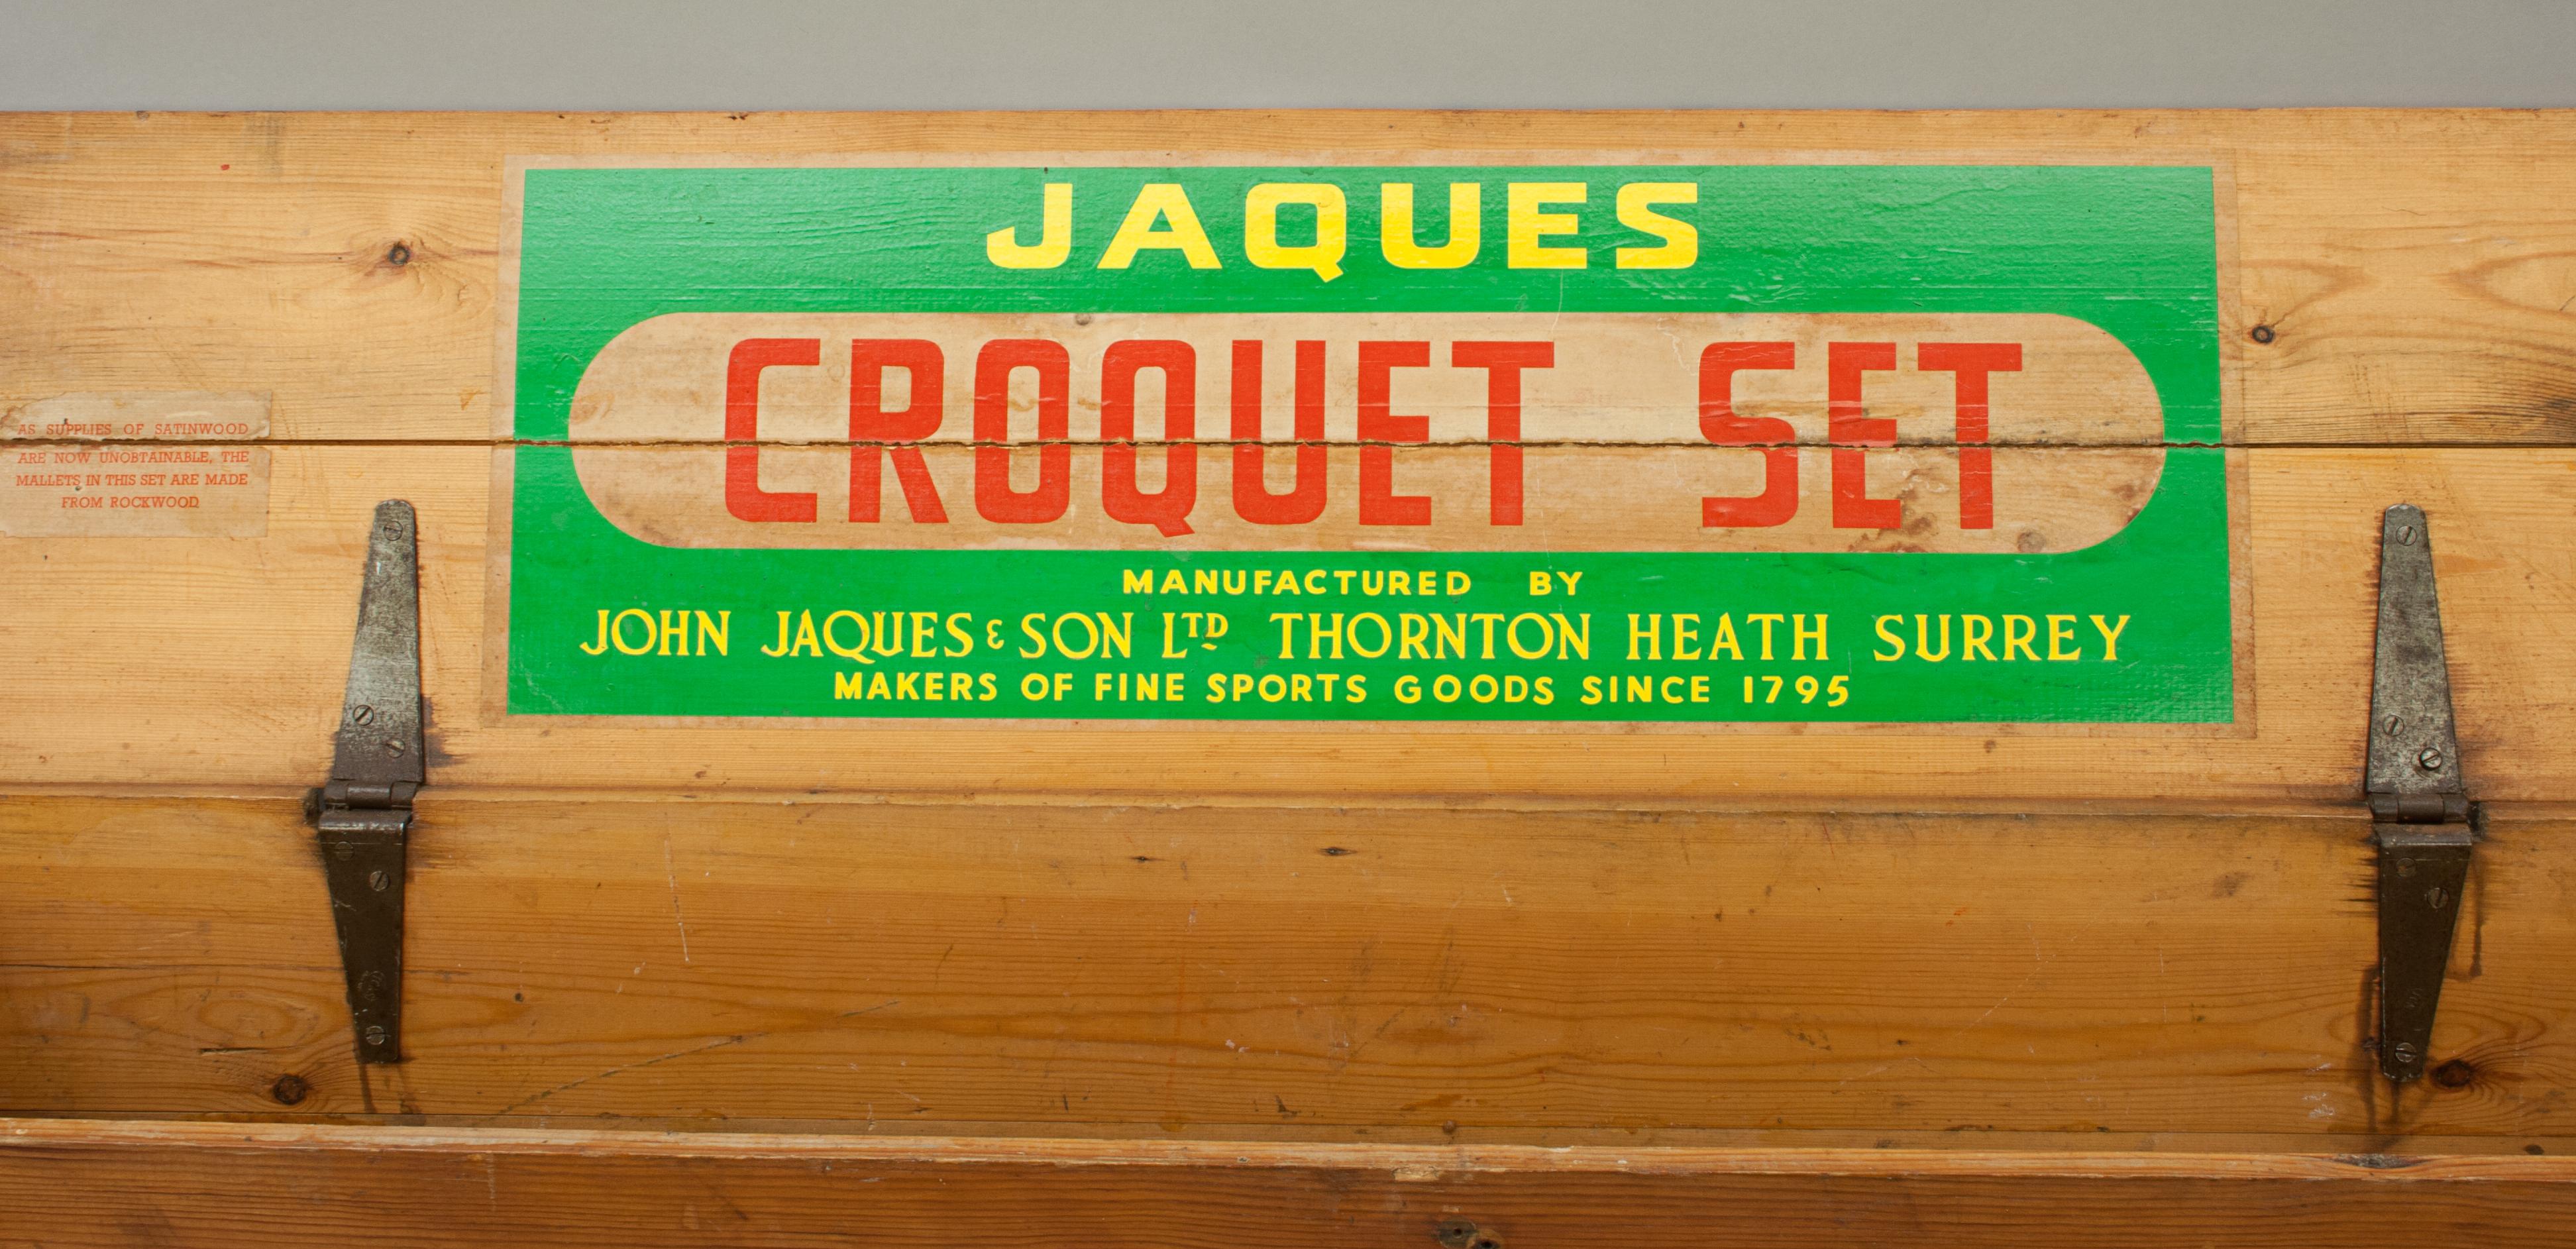 JAQUES
CROQUET SET
MANUFACTURED BY
JOHN JAQUES & SON LTD THORNTON HEATH SURREY
MAKERS OF FINE SPORTS GOODS SINCE 1795
AS SUPPLIES OF SATINWOOD
ARE NOW UNOBTAINABLE, THE
MALLETS IN THIS SET ARE MADE
FROM ROCKWOOD